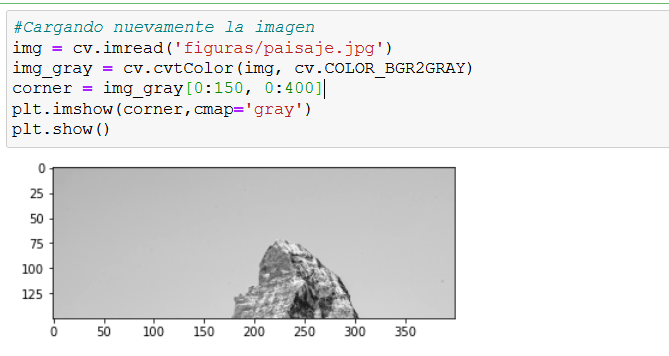 #Cargando nuevamente la imagen
img = cv.imread('figuras/paisaje.jpg')
img_gray = cv.cvtColor(img, cv.COLOR_BGR2GRAY)
corner = img_gray[0:150, 0:400]
plt.imshow(corner,cmap='gray')
plt.show()
0
25
50
75
100
125
0 50 100 150 200 250 300 350